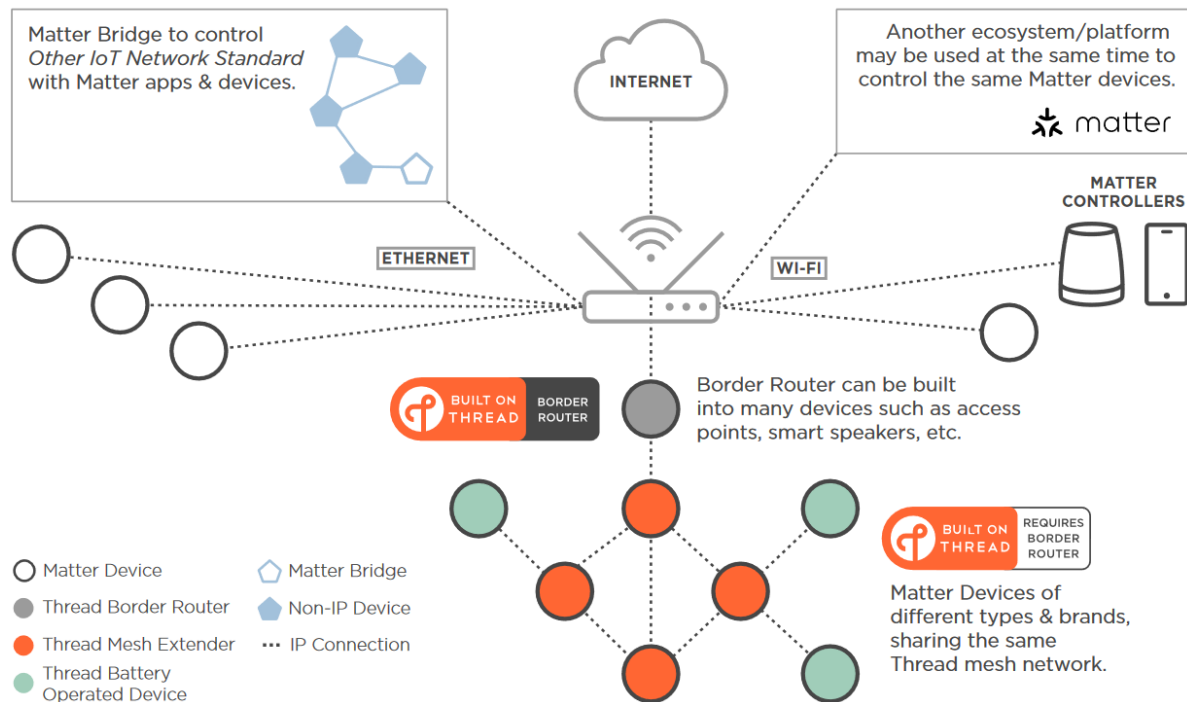 Matter Bridge to control
Other IoT Network Standard
with Matter apps & devices.
INTERNET
Another ecosystem/platform
may be used at the same time to
control the same Matter devices.
matter
MATTER
CONTROLLERS
ETHERNET
WI-FI
BUILT ON
THREAD
BORDER
ROUTER
Border Router can be built
into many devices such as access
points, smart speakers, etc.
BUILT ON
THREAD
REQUIRES
BORDER
ROUTER
Matter Devices of
different types & brands,
sharing the same
Thread mesh network.
Matter Device
Thread Border Router
Thread Mesh Extender
Thread Battery
Operated Device
Matter Bridge
Non-IP Device
IP Connection